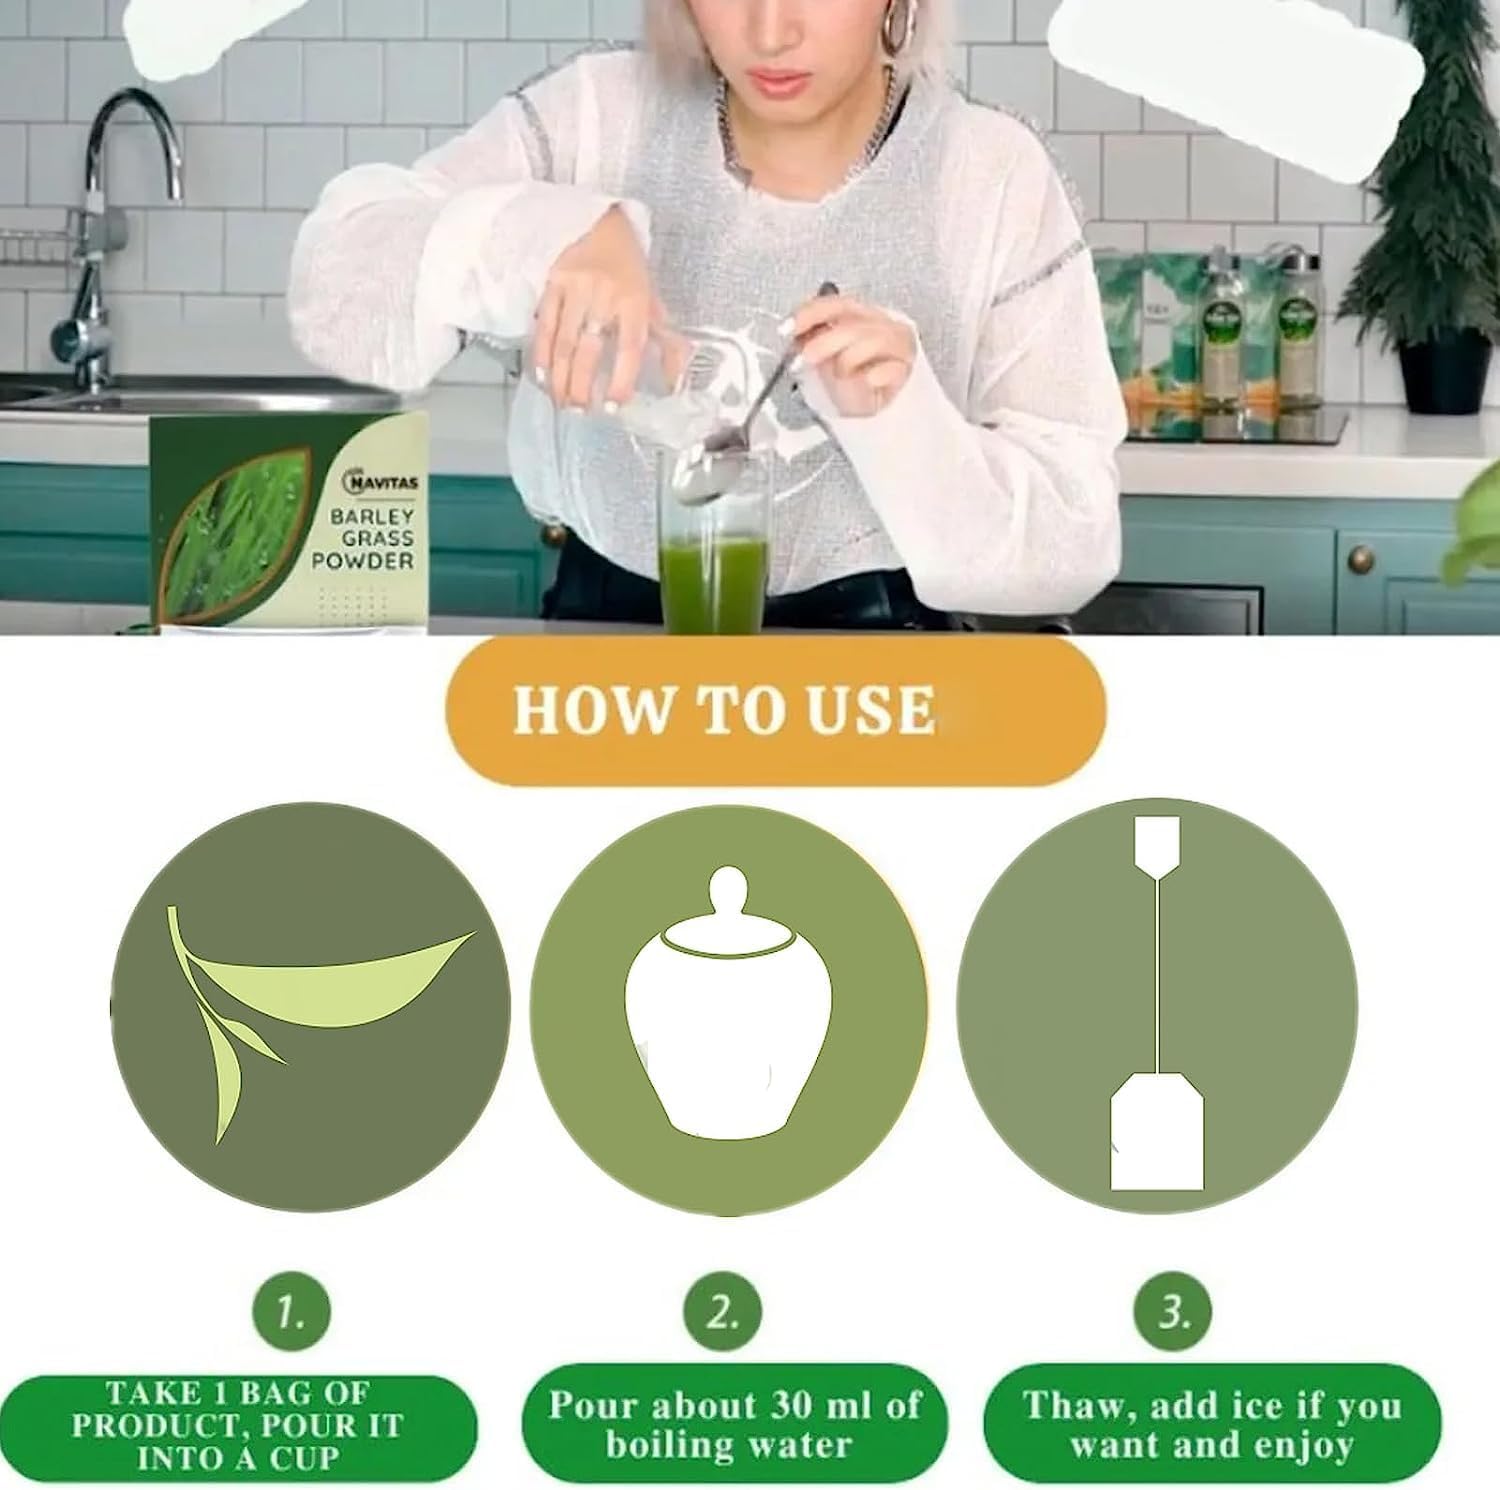 NAVITAS
BARLEY
GRASS
POWDER
HOW TO USE
1.
TAKE 1 BAG OF
PRODUCT, POUR IT
INTO A CUP
2.
Pour about 30 ml of
boiling water
3.
Thaw, add ice if you
want and enjoy